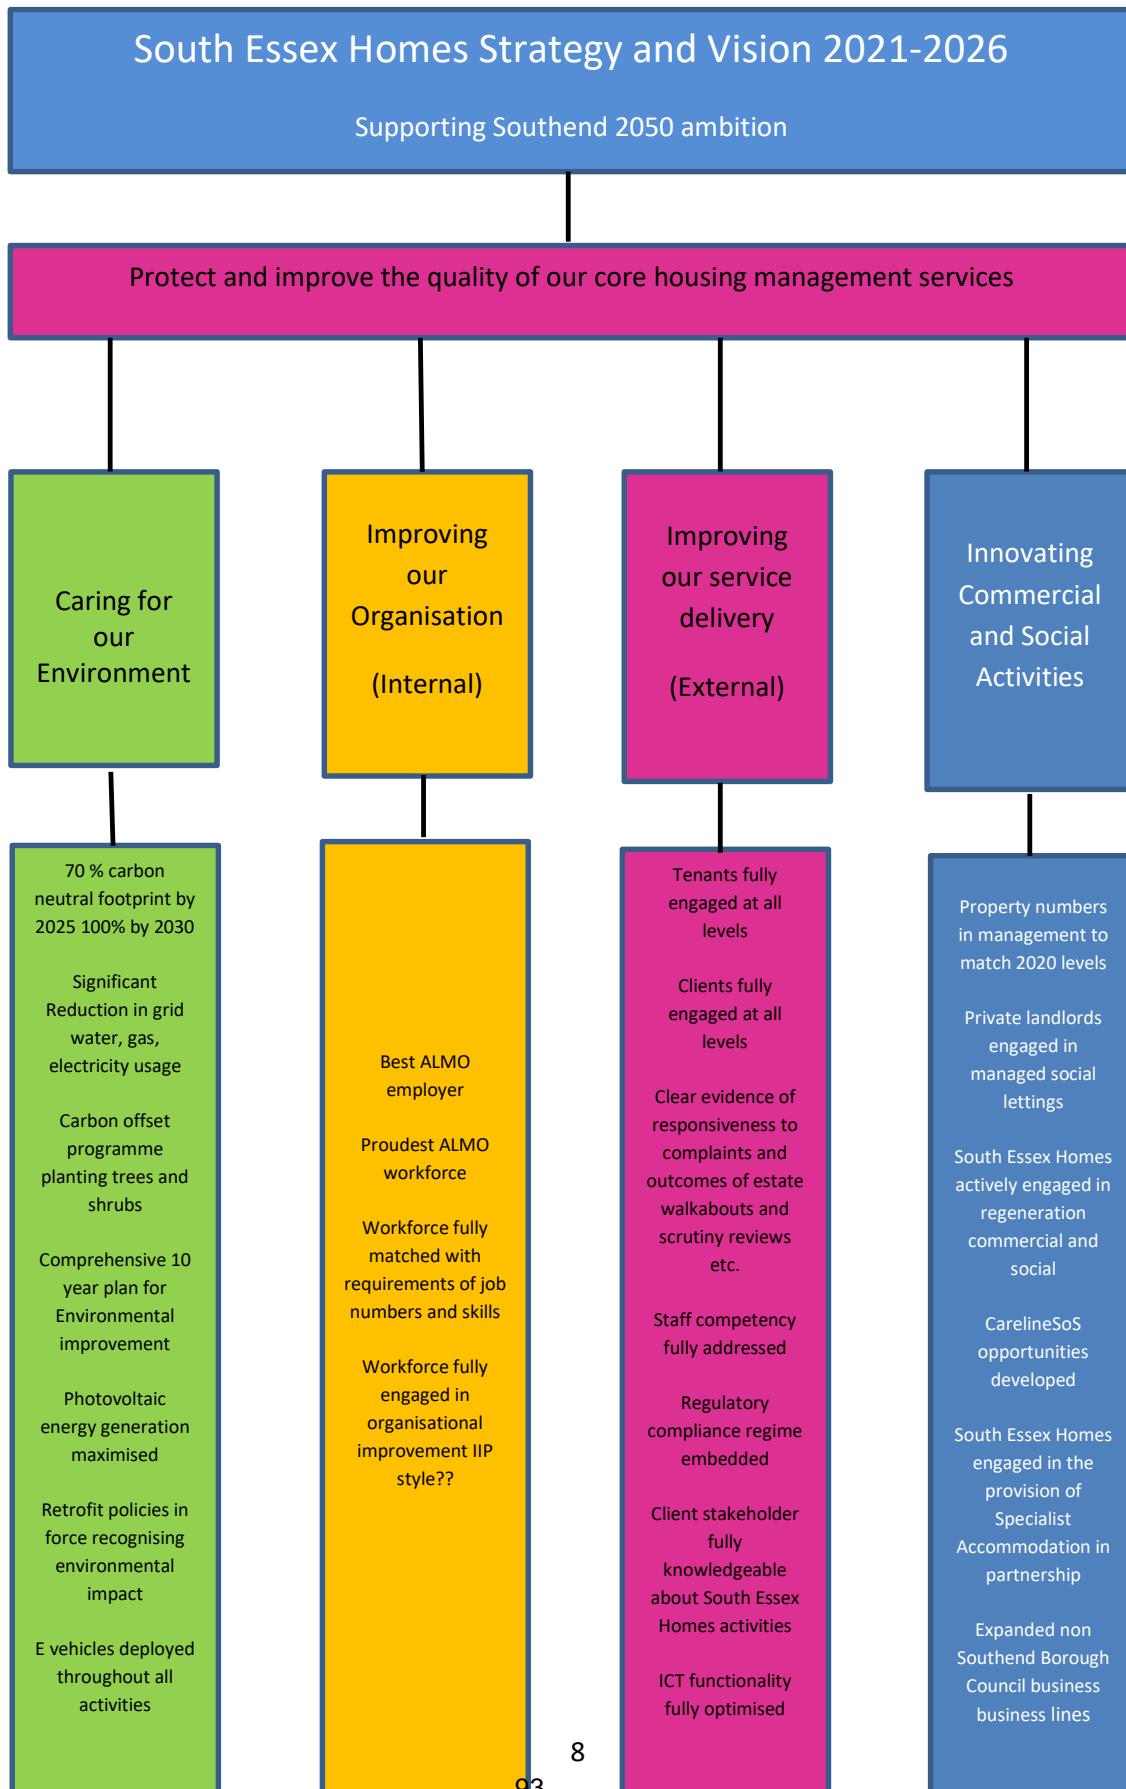 South Essex Homes Strategy and Vision 2021-2026
Supporting Southend 2050 ambition
Protect and improve the quality of our core housing management services
Caring for
our
Environment
Improving
our
Organisation
(Internal)
Improving
our service
delivery
(External)
Innovating
Commercial
and Social
Activities
70 % carbon
neutral footprint by
2025 100% by 2030
Significant
Reduction in grid
water, gas,
electricity usage
Carbon offset
programme
planting trees and
shrubs
Comprehensive 10
year plan for
Environmental
improvement
Photovoltaic
energy generation
maximised
Retrofit policies in
force recognising
environmental
impact
E vehicles deployed
throughout all
activities
Best ALMO
employer
Proudest ALMO
workforce
Workforce fully
matched with
requirements of job
numbers and skills
Workforce fully
engaged in
organisational
improvement IIP
style??
Tenants fully
engaged at all
levels
Clients fully
engaged at all
levels
Clear evidence of
responsiveness to
complaints and
outcomes of estate
walkabouts and
scrutiny reviews
etc.
Staff competency
fully addressed
Regulatory
compliance regime
embedded
Client stakeholder
fully
knowledgeable
about South Essex
Homes activities
ICT functionality
fully optimised
Property numbers
in management to
match 2020 levels
Private landlords
engaged in
managed social
lettings
South Essex Homes
actively engaged in
regeneration
commercial and
social
CarelineSoS
opportunities
developed
South Essex Homes
engaged in the
provision of
Specialist
Accommodation in
partnership
Expanded non
Southend Borough
Council business
business lines
8
93